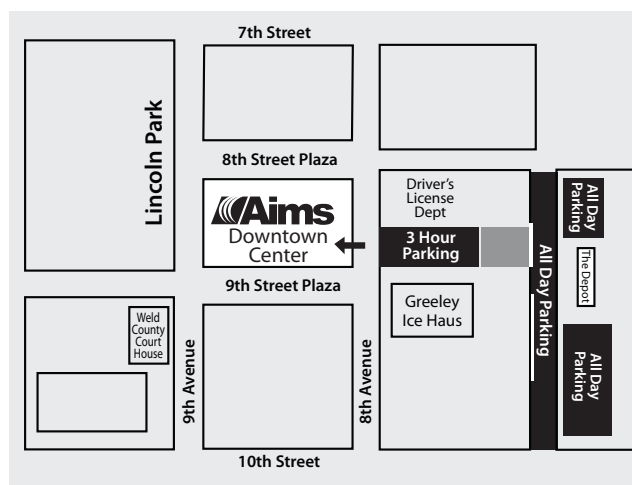 7th Street
Lincoln Park
8th Street Plaza
Aims
Downtown
Center
Driver's
License
Dept
3 Hour
Parking
All Day Parking
All Day
Parking
The Depot
9th Street Plaza
Greeley
Ice Haus
Weld
County
Court
House
9th Avenue
8th Avenue
All Day
Parking
10th Street